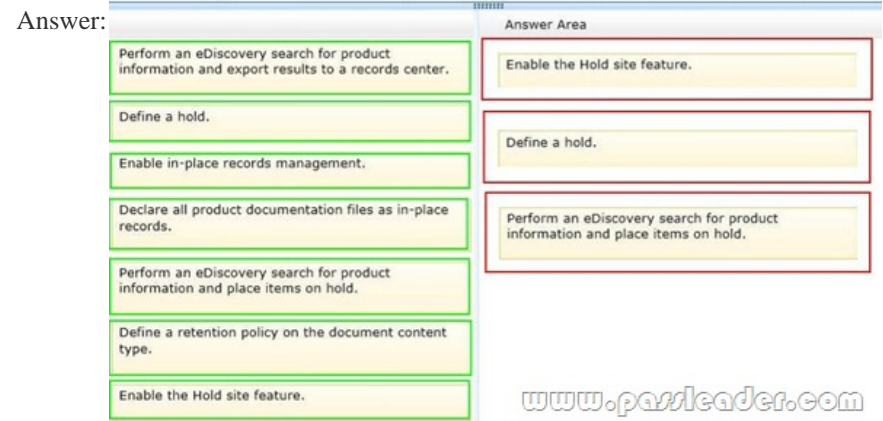 Answer:
Perform an eDiscovery search for product
information and export results to a records center.
Define a hold.
Enable in-place records management.
Declare all product documentation files as in-place
records.
Perform an eDiscovery search for product
information and place items on hold.
Define a retention policy on the document content
type.
Enable the Hold site feature.
Answer Area
Enable the Hold site feature.
Define a hold.
Perform an eDiscovery search for product
information and place items on hold.
www.passleader.com